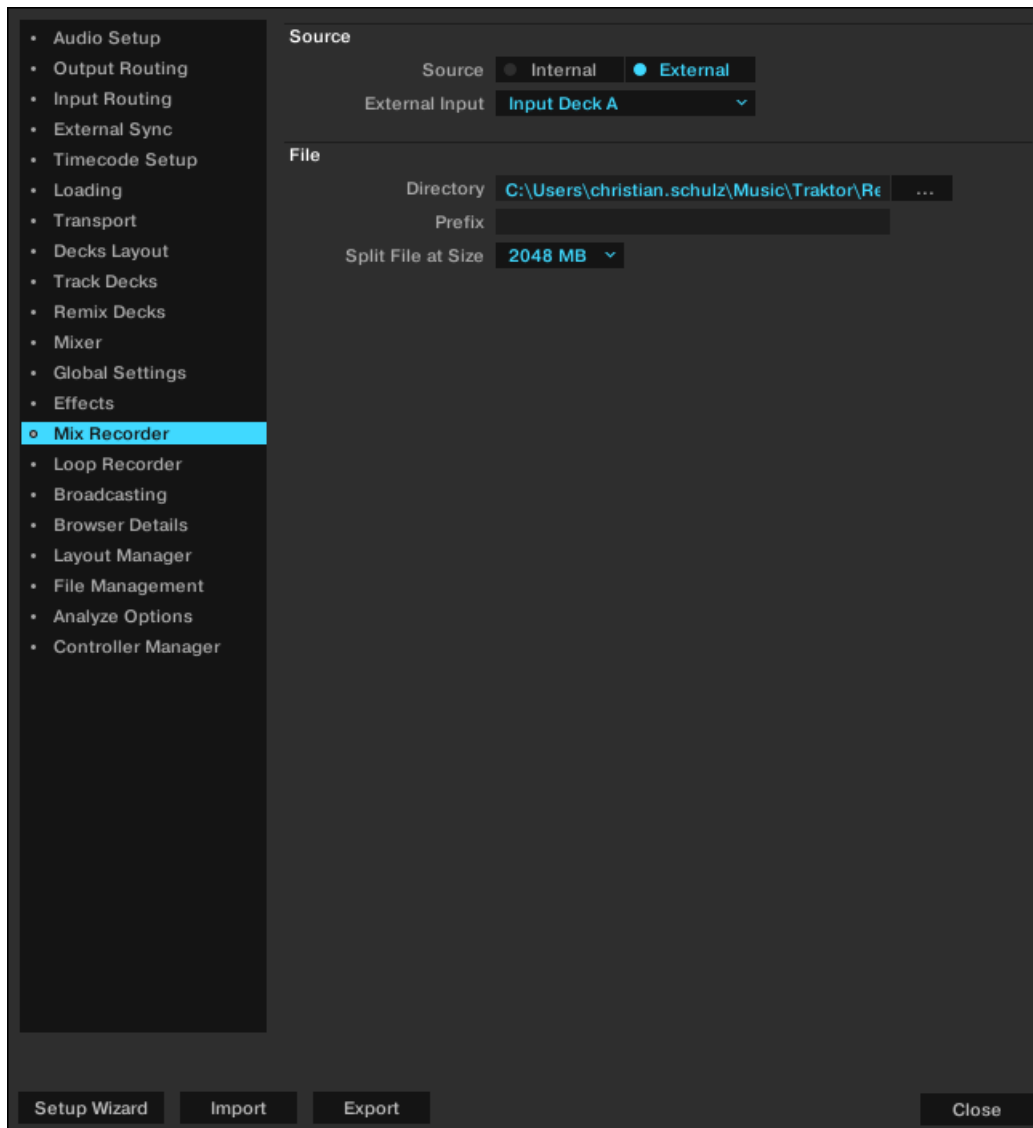 Audio Setup
Output Routing
Input Routing
External Sync
Timecode Setup
Loading
Transport
Decks Layout
Track Decks
Remix Decks
Mixer
Global Settings
Effects
Mix Recorder
Loop Recorder
Broadcasting
Browser Details
Layout Manager
File Management
Analyze Options
Controller Manager
Source
Source Internal External
External Input Input Deck A
File
Directory C:\Users\christian.schulz\Music\Traktor\Re ...
Prefix
Split File at Size 2048 MB
Setup Wizard Import Export Close